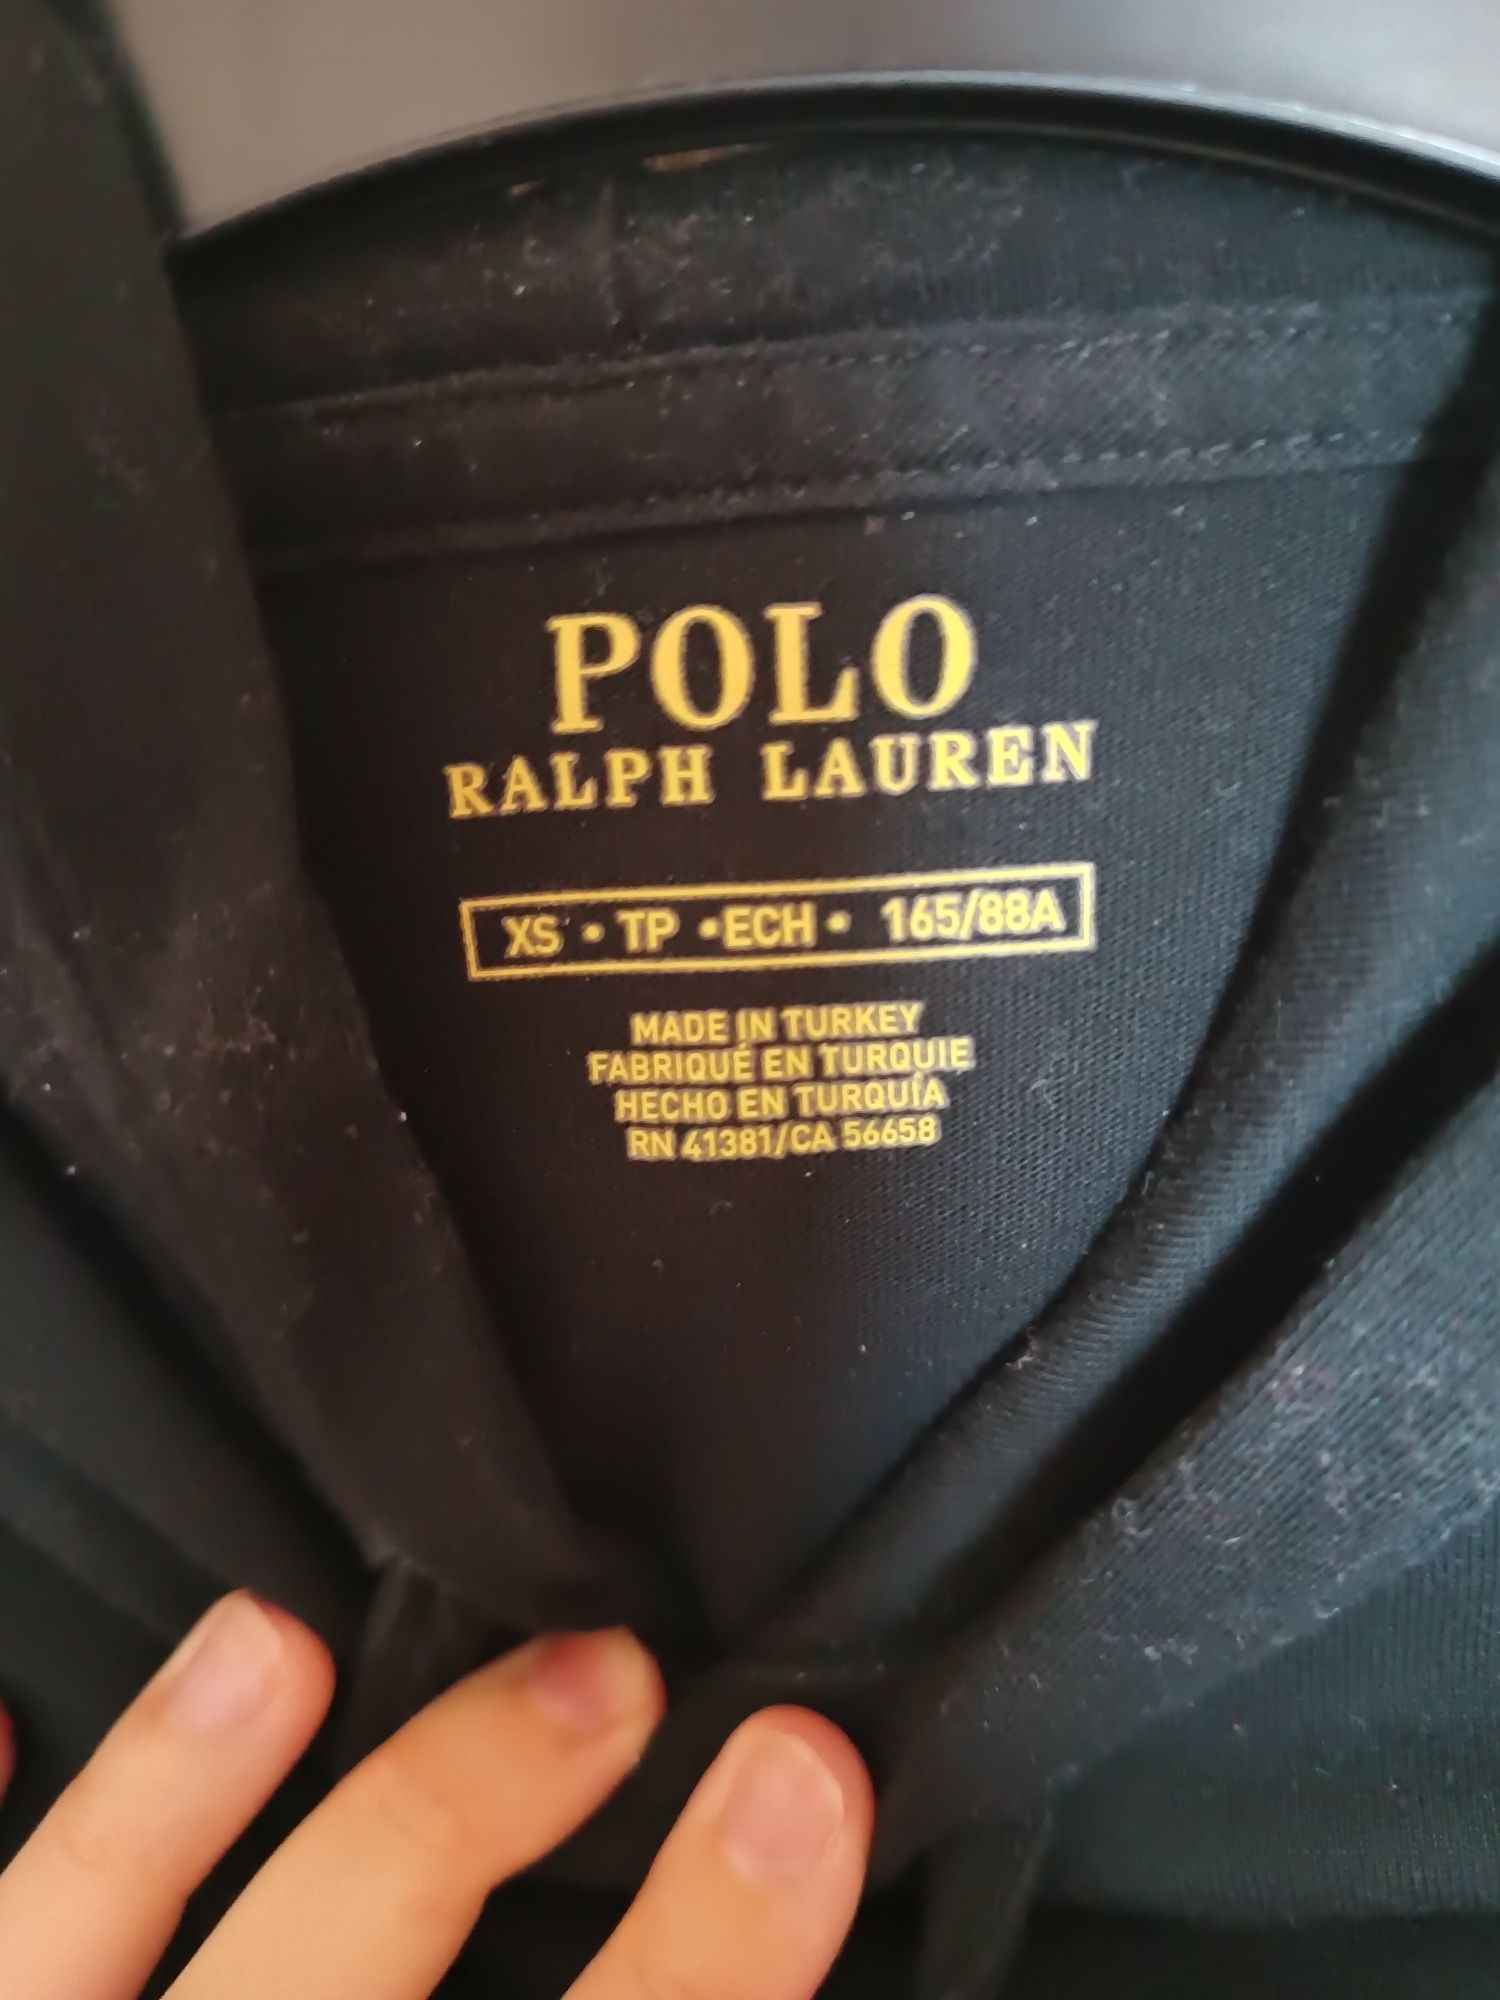 POLO
RALPH LAUREN
XS • TP • ECH • 165/88A
MADE IN TURKEY
FABRIQUÉ EN TURQUIE
HECHO EN TURQUÍA
RN 41381/CA 56658